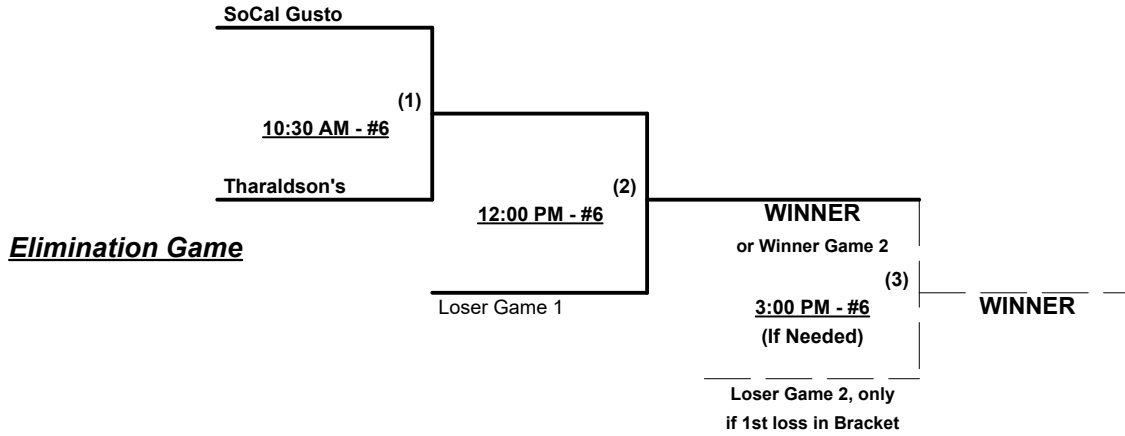 SoCal Gusto
(1)
10:30 AM - #6
Tharaldson's
(2)
12:00 PM - #6
WINNER
or Winner Game 2
Elimination Game
(3)
Loser Game 1
3:00 PM - #6
WINNER
(If Needed)
Loser Game 2, only
if 1st loss in Bracket